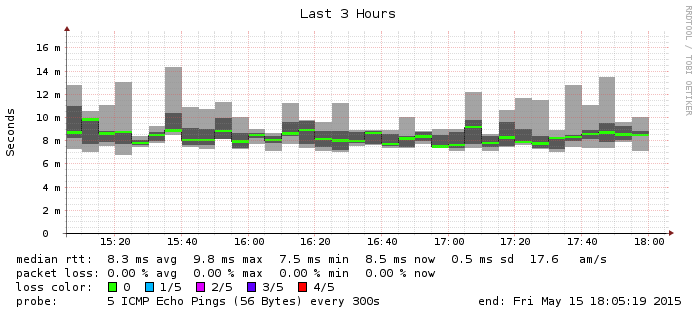 Last 3 Hours
RRDTOOL / TOBI OETIKER
Seconds
16 m
14 m
12 m
10 m
8 m
6 m
4 m
2 m
0
15:20 15:40 16:00 16:20 16:40 17:00 17:20 17:40 18:00
median rtt: 8.3 ms avg 9.8 ms max 7.5 ms min 8.5 ms now 0.5 ms sd 17.6 am/s
packet loss: 0.00 % avg 0.00 % max 0.00 % min 0.00 % now
loss color: 0 1/5 2/5 3/5 4/5
probe: 5 ICMP Echo Pings (56 Bytes) every 300s end: Fri May 15 18:05:19 2015